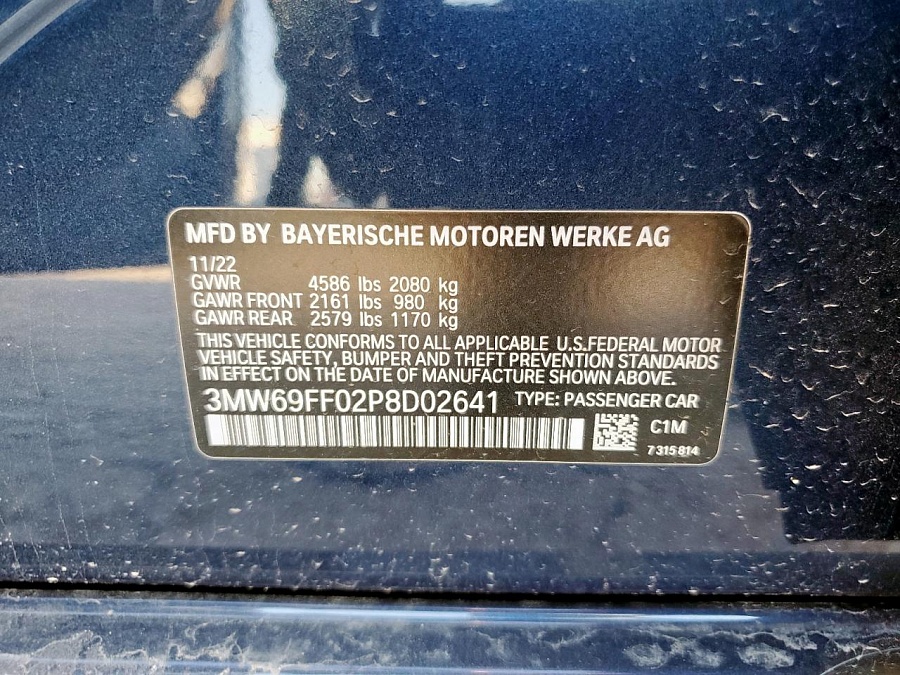 MFD BY BAYERISCHE MOTOREN WERKE AG
11/22
GVWR 4586 lbs 2080 kg
GAWR FRONT 2161 lbs 980 kg
GAWR REAR 2579 lbs 1170 kg
THIS VEHICLE CONFORMS TO ALL APPLICABLE U.S.FEDERAL MOTOR
VEHICLE SAFETY, BUMPER AND THEFT PREVENTION STANDARDS
IN EFFECT ON THE DATE OF MANUFACTURE SHOWN ABOVE.
3MW69FF02P8D02641 TYPE: PASSENGER CAR
C1M
7 315 814